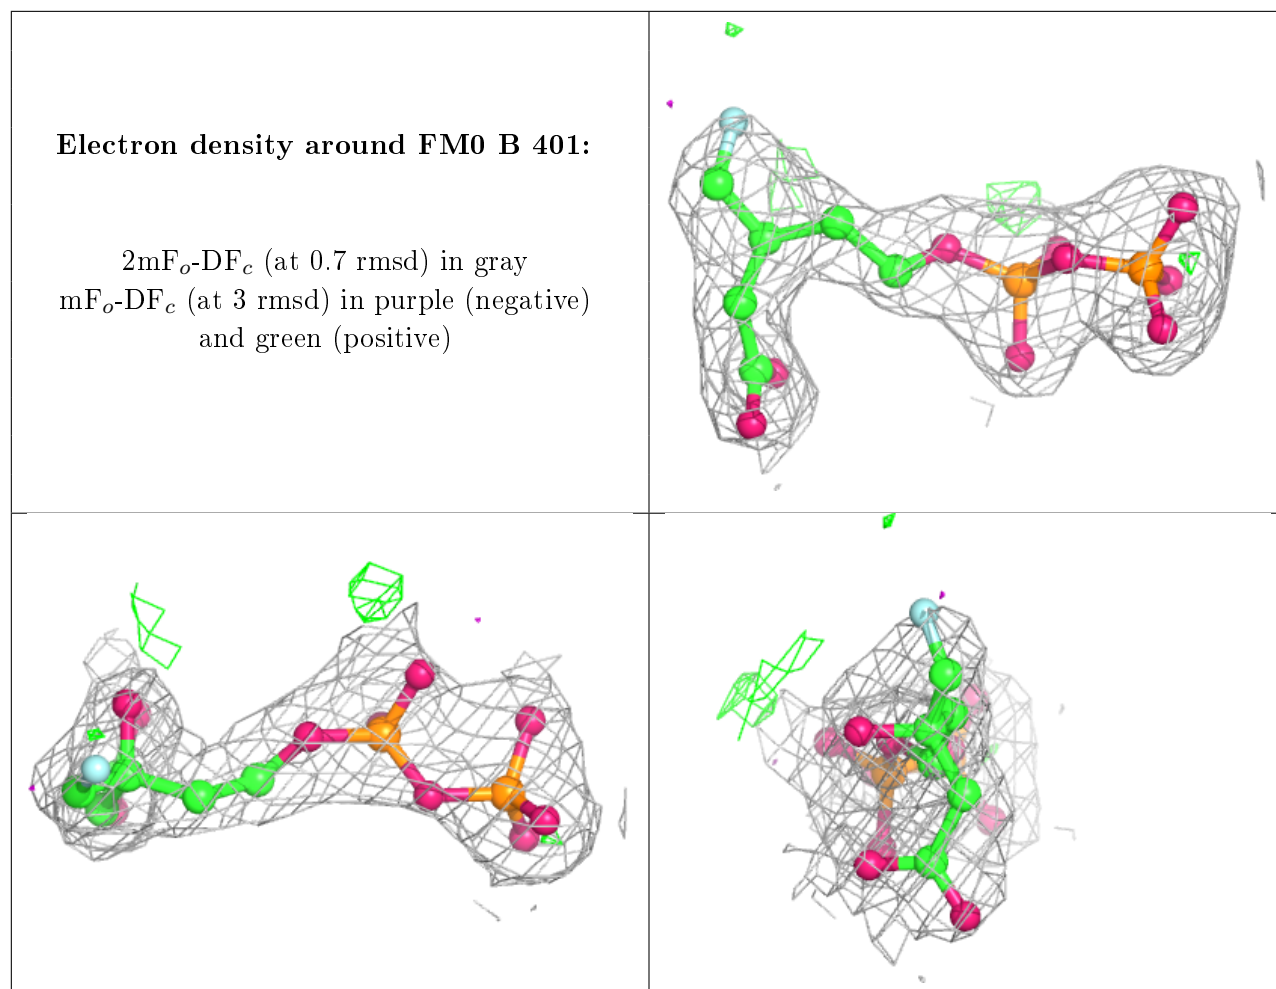 Electron density around FM0 B 401:
2mFo-DFc (at 0.7 rmsd) in gray
mFo-DFc (at 3 rmsd) in purple (negative)
and green (positive)